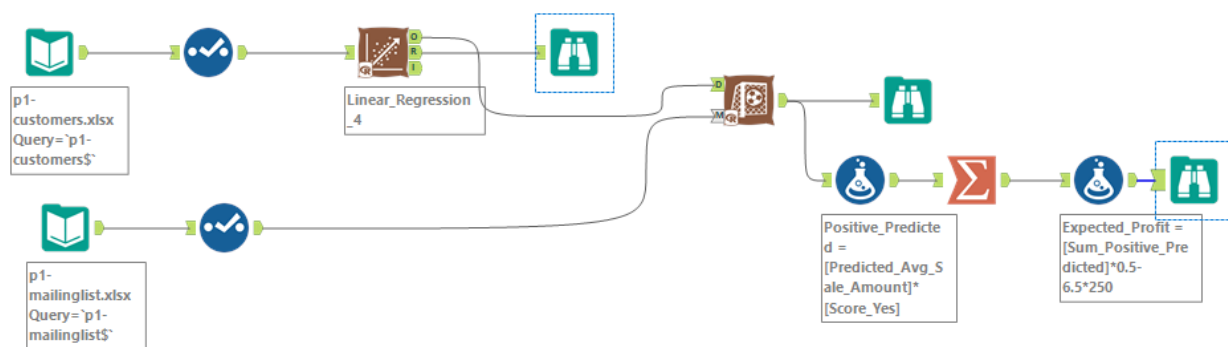 O
R
I
p1-
customers.xlsx
Query=`p1-
customers$`
Linear_Regression
_4
D
M
p1-
mailinglist.xlsx
Query=`p1-
mailinglist$`
Positive_Predicte
d =
[Predicted_Avg_S
ale_Amount]*
[Score_Yes]
Expected_Profit =
[Sum_Positive_Pre
dicted]*0.5-
6.5*250